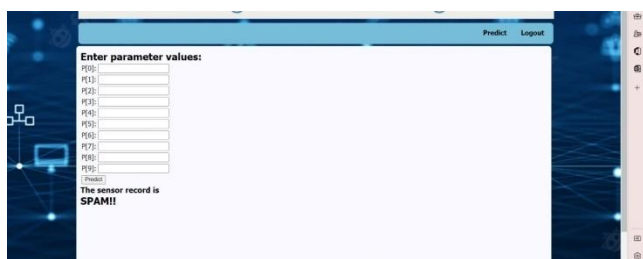 Predict Logout
Enter parameter values:
P[0]:
P[1]:
P[2]:
P[3]:
P[4]:
P[5]:
P[6]:
P[7]:
P[8]:
P[9]:
Predict
The sensor record is
SPAM!!